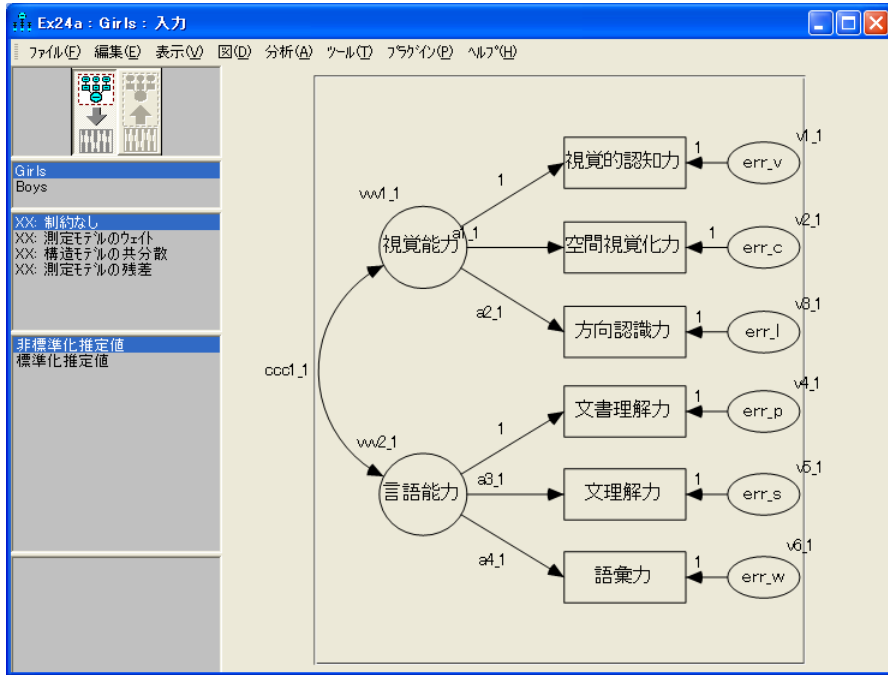 Ex24a : Girls : 入力
ファイル(F) 編集(E) 表示(V) 図(D) 分析(A) ツール(T) プラグイン(P) ヘルプ(H)
Girls
Boys
XX: 制約なし
XX: 測定モデルのウェイト
XX: 構造モデルの共分散
XX: 測定モデルの残差
非標準化推定値
標準化推定値
v1_1
視覚的認知力
1
err_v
1
vvv1_1
v2_1
視覚能力
a1_1
空間視覚化力
1
err_c
v3_1
a2_1
方向認識力
1
err_l
ccc1_1
v4_1
文書理解力
1
err_p
1
vvv2_1
v5_1
言語能力
a3_1
文理解力
1
err_s
v6_1
a4_1
語彙力
1
err_w